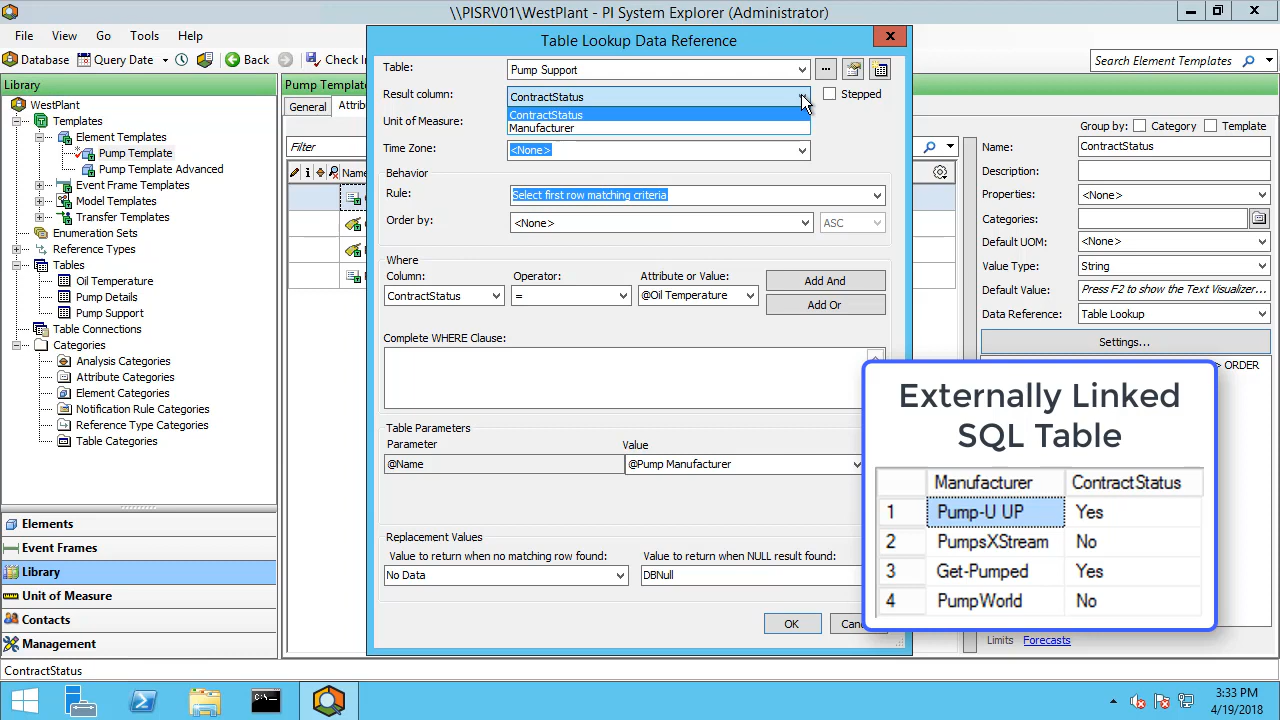 \\PISRV01\WestPlant - PI System Explorer (Administrator)
File View Go Tools Help
Database Query Date Back Check In
Search Element Templates
Library
WestPlant
Templates
Element Templates
Pump Template
Pump Template Advanced
Event Frame Templates
Model Templates
Transfer Templates
Enumeration Sets
Reference Types
Tables
Oil Temperature
Pump Details
Pump Support
Table Connections
Categories
Analysis Categories
Attribute Categories
Element Categories
Notification Rule Categories
Reference Type Categories
Table Categories
Elements
Event Frames
Library
Unit of Measure
Contacts
Management
ContractStatus
Pump Template
General
Filter
Table Lookup Data Reference
Table: Pump Support
Result column: ContractStatus Stepped
ContractStatus
Manufacturer
Unit of Measure:
Time Zone: <None>
Behavior
Rule: Select first row matching criteria
Order by: <None> ASC
Where
Column: Operator: Attribute or Value: Add And
ContractStatus = @Oil Temperature Add Or
Complete WHERE Clause:
Table Parameters
Parameter Value
@Name @Pump Manufacturer
Replacement Values
Value to return when no matching row found: Value to return when NULL result found:
No Data DBNull
OK
Group by: Category Template
Name: ContractStatus
Description:
Properties: <None>
Categories:
Default UOM: <None>
Value Type: String
Default Value: Press F2 to show the Text Visualizer...
Data Reference: Table Lookup
Settings...
ORDER
Externally Linked
SQL Table
Manufacturer ContractStatus
1 Pump-U UP Yes
2 PumpsXStream No
3 Get-Pumped Yes
4 PumpWorld No
Limits Forecasts
3:33 PM
4/19/2018